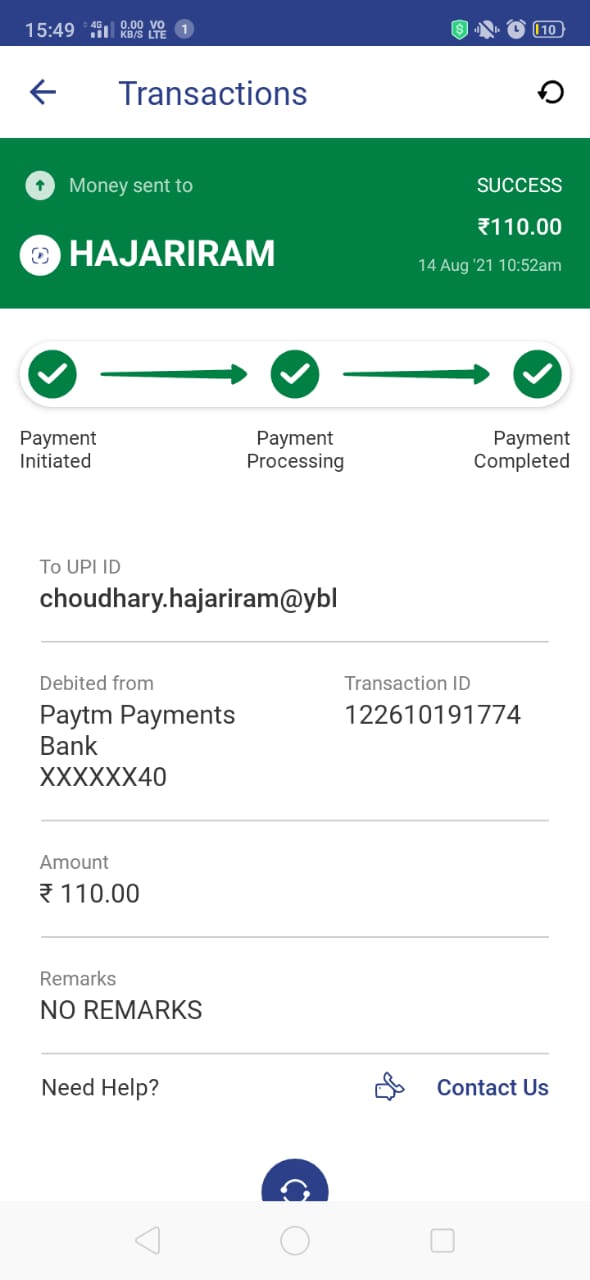 15:49 4G 0.00 KB/S VO LTE 1 10
Transactions
Money sent to
SUCCESS
₹110.00
HAJARIRAM
14 Aug '21 10:52am
Payment Initiated
Payment Processing
Payment Completed
To UPI ID
choudhary.hajariram@ybl
Debited from
Paytm Payments
Bank
XXXXXX40
Transaction ID
122610191774
Amount
₹ 110.00
Remarks
NO REMARKS
Need Help?
Contact Us